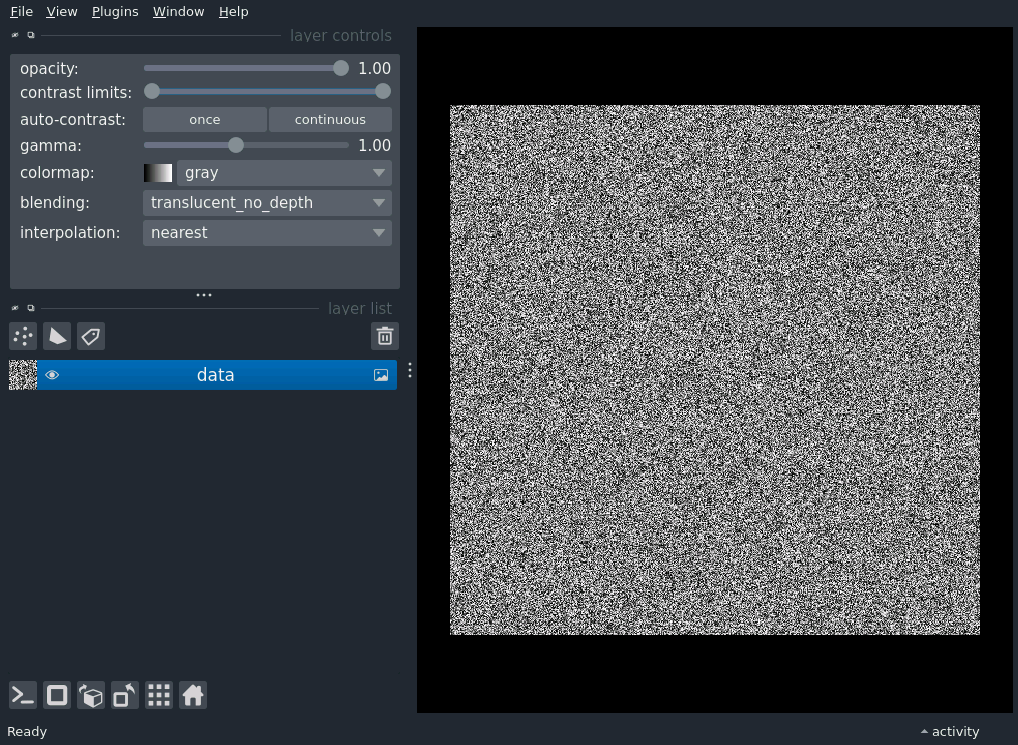 File View Plugins Window Help
layer controls
opacity: 1.00
contrast limits:
auto-contrast: once continuous
gamma: 1.00
colormap: gray
blending: translucent_no_depth
interpolation: nearest
layer list
data
Ready activity